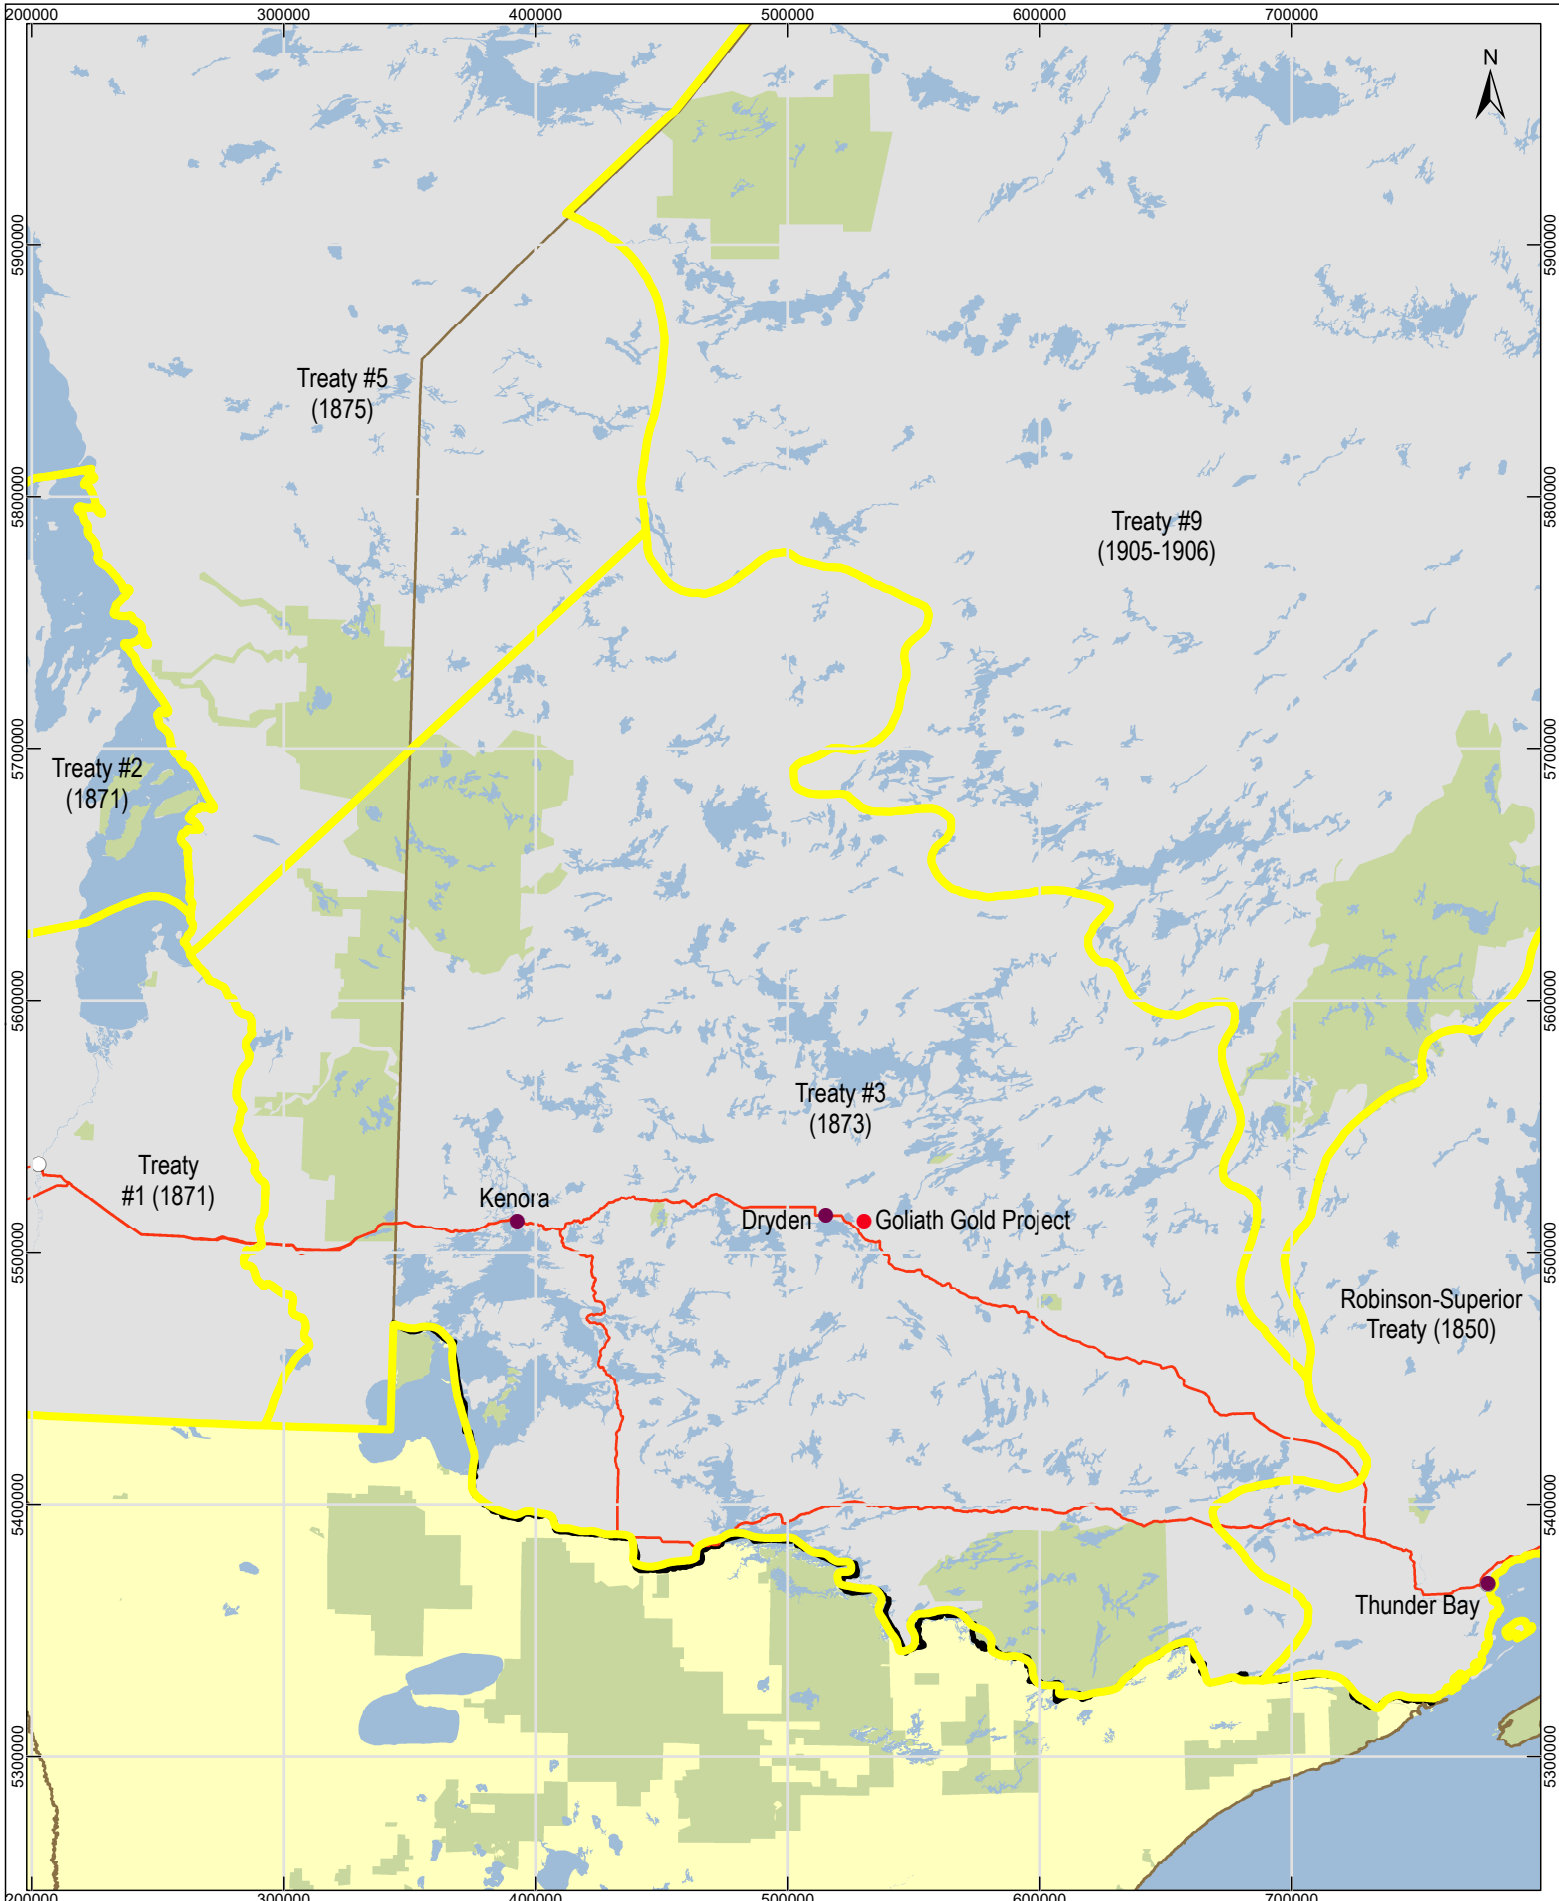 200000 300000 400000 500000 600000 700000
N
5900000 5900000
Treaty #5
(1875)
5800000 5800000
Treaty #9
(1905-1906)
5700000 5700000
Treaty #2
(1871)
5600000 5600000
Treaty #3
(1873)
Treaty
#1 (1871)
Kenora
Dryden
Goliath Gold Project
5500000 5500000
Robinson-Superior
Treaty (1850)
5400000 5400000
Thunder Bay
5300000 5300000
200000 300000 400000 500000 600000 700000